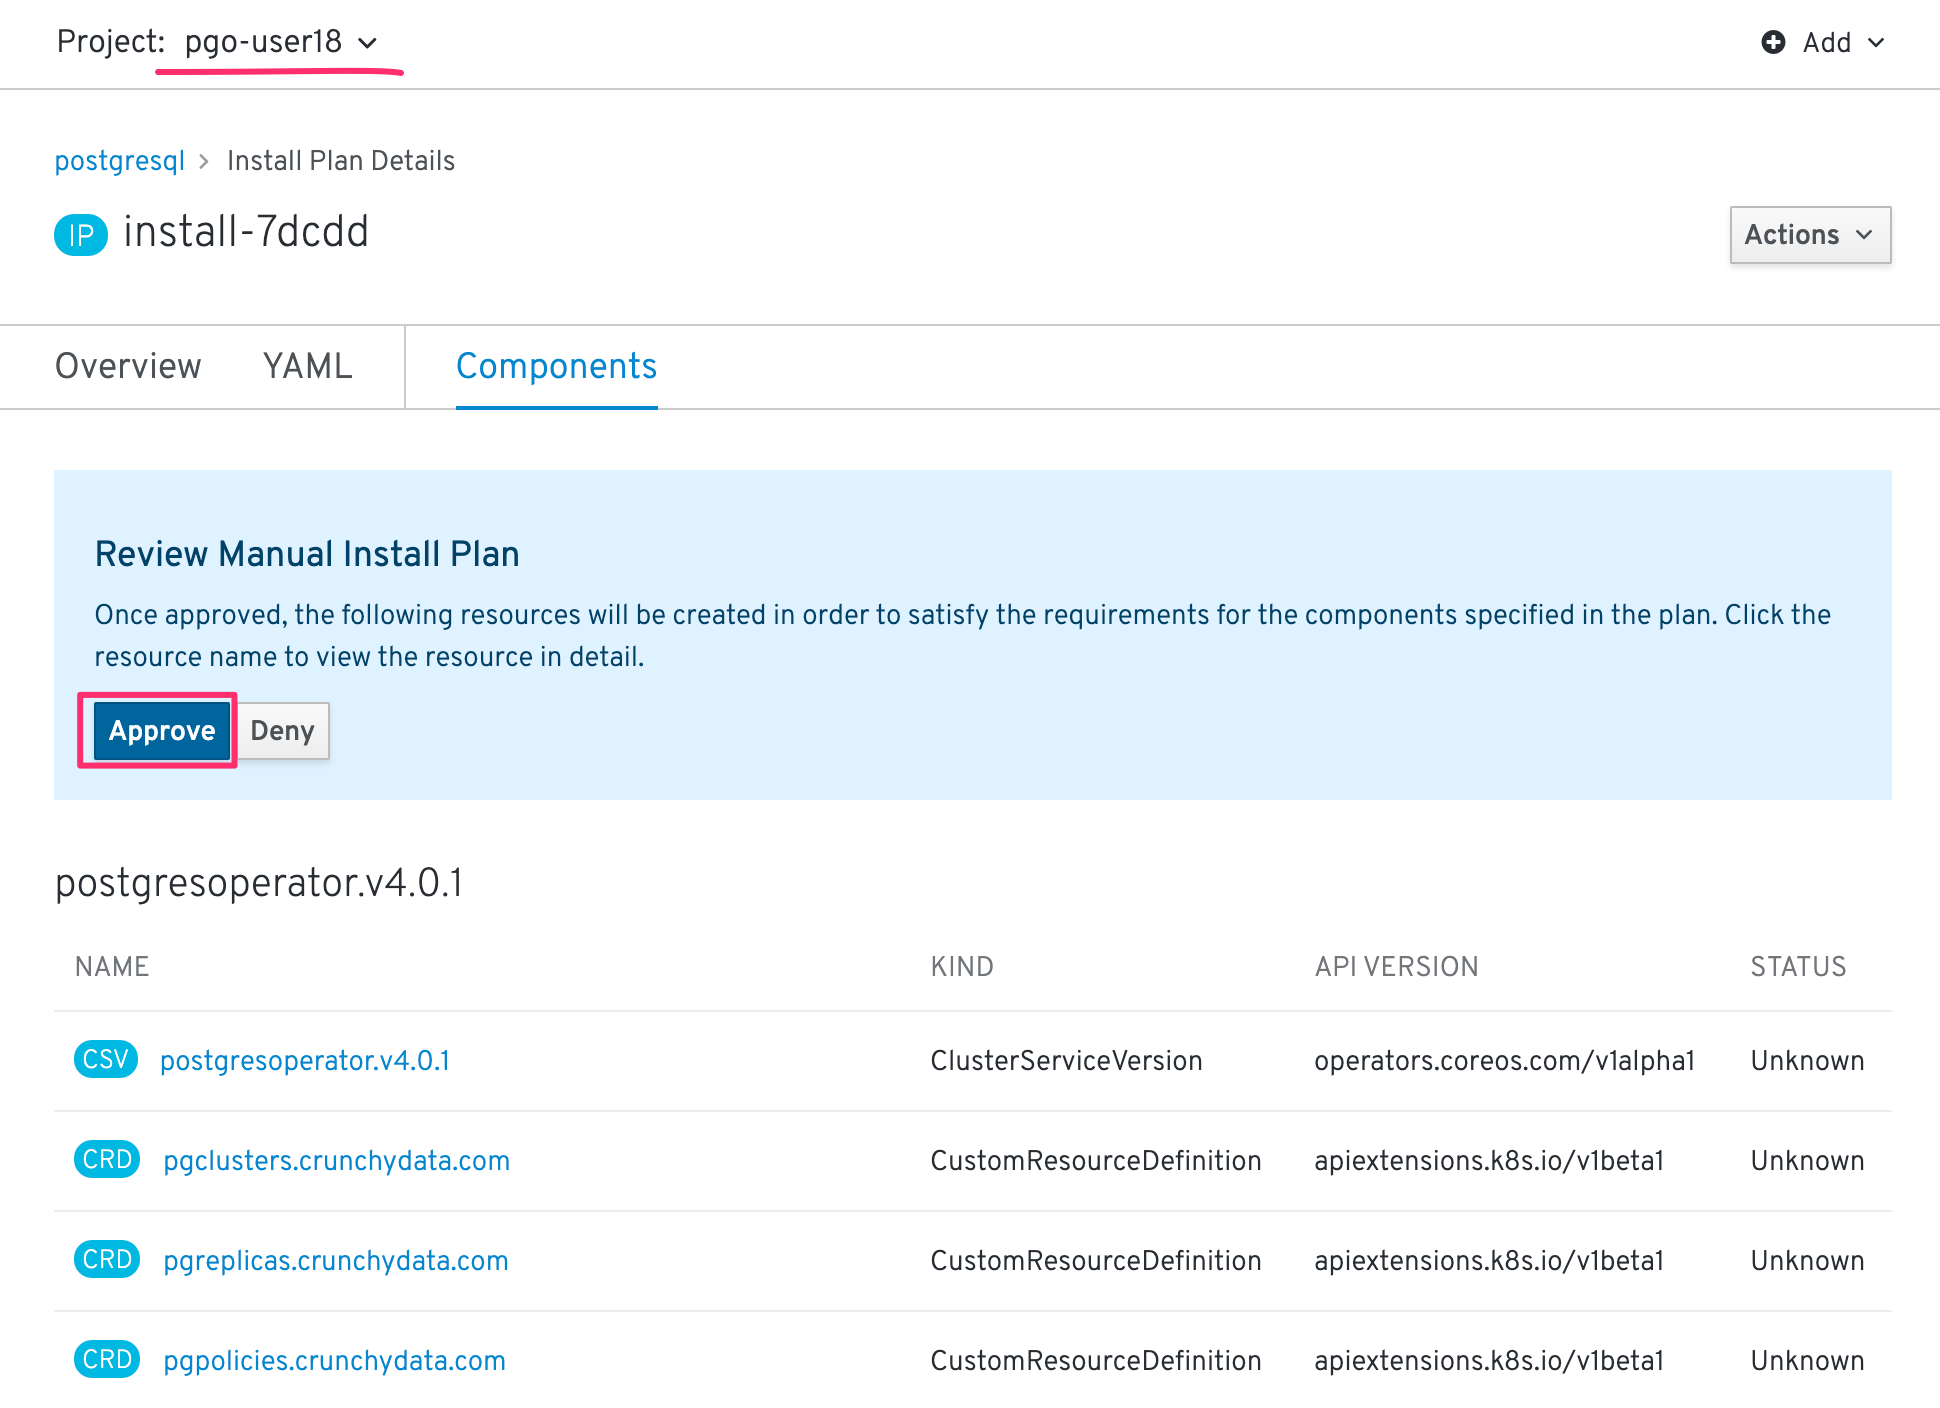 Project: pgo-user18
Add
postgresql > Install Plan Details
IP install-7dcdd
Actions
Overview YAML Components
Review Manual Install Plan
Once approved, the following resources will be created in order to satisfy the requirements for the components specified in the plan. Click the
resource name to view the resource in detail.
Approve Deny
postgresoperator.v4.0.1
NAME KIND API VERSION STATUS
CSV postgresoperator.v4.0.1 ClusterServiceVersion operators.coreos.com/v1alpha1 Unknown
CRD pgclusters.crunchydata.com CustomResourceDefinition apiextensions.k8s.io/v1beta1 Unknown
CRD pgreplicas.crunchydata.com CustomResourceDefinition apiextensions.k8s.io/v1beta1 Unknown
CRD pgpolicies.crunchydata.com CustomResourceDefinition apiextensions.k8s.io/v1beta1 Unknown